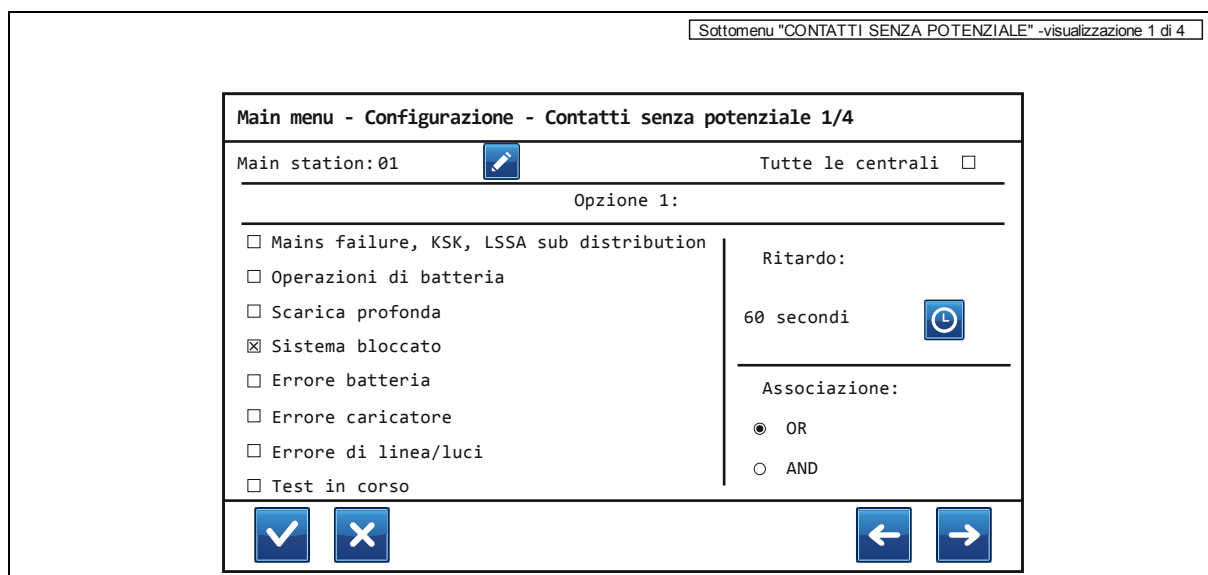 Sottomenu "CONTATTI SENZA POTENZIALE" -visualizzazione 1 di 4
Main menu - Configurazione - Contatti senza potenziale 1/4
Main station:01
Tutte le centrali ☐
Opzione 1:
☐ Mains failure, KSK, LSSA sub distribution
☐ Operazioni di batteria
☐ Scarica profonda
☒ Sistema bloccato
☐ Errore batteria
☐ Errore caricatore
☐ Errore di linea/luci
☐ Test in corso
Ritardo:
60 secondi
Associazione:
◉ OR
○ AND